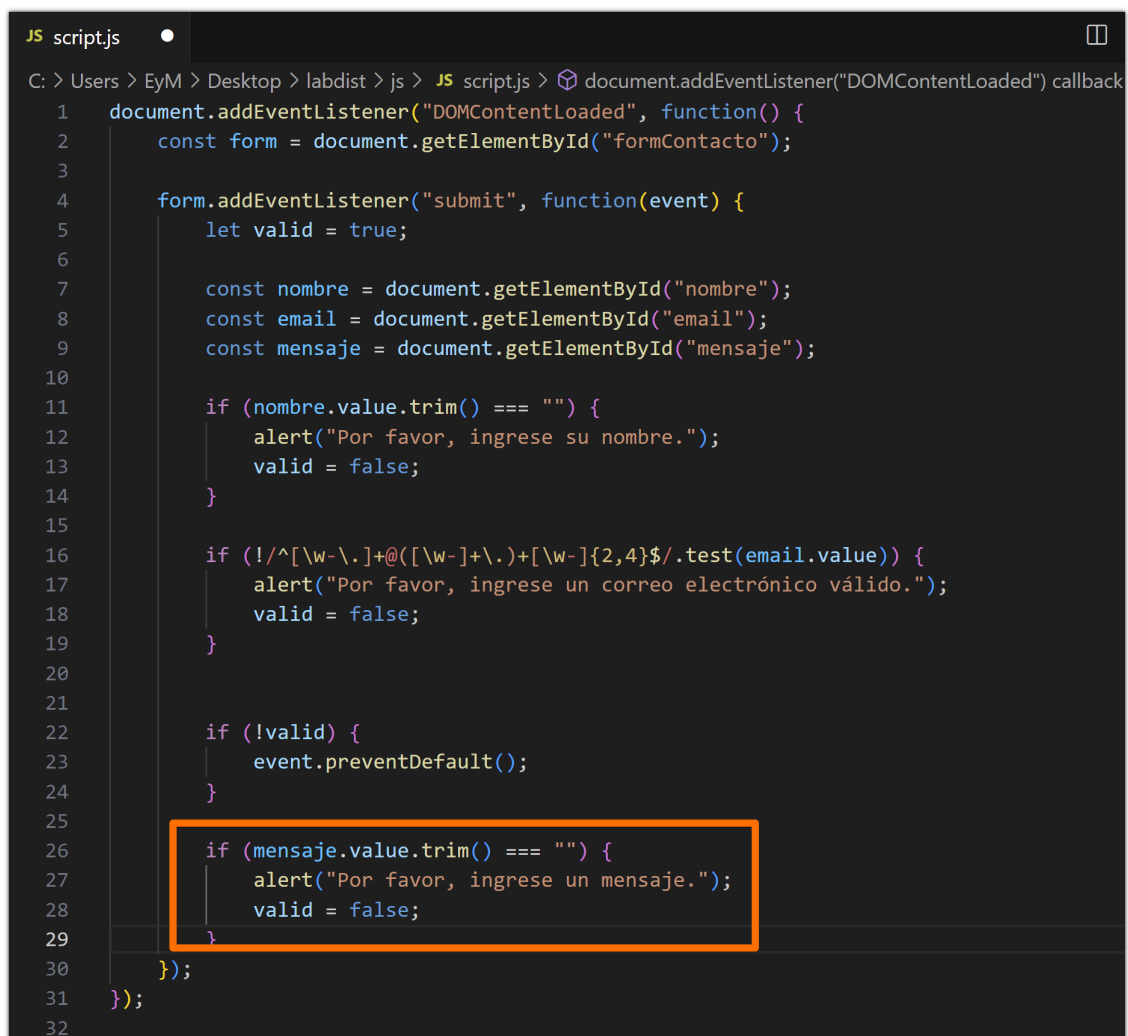 JS script.js
C: > Users > EyM > Desktop > labdist > js > JS script.js > document.addEventListener("DOMContentLoaded") callback
1 document.addEventListener("DOMContentLoaded", function() {
2     const form = document.getElementById("formContacto");
3
4     form.addEventListener("submit", function(event) {
5         let valid = true;
6
7         const nombre = document.getElementById("nombre");
8         const email = document.getElementById("email");
9         const mensaje = document.getElementById("mensaje");
10
11         if (nombre.value.trim() === "") {
12             alert("Por favor, ingrese su nombre.");
13             valid = false;
14         }
15
16         if (!/^[\w-\.]+@([\w-]+\.)+[\w-]{2,4}$/.test(email.value)) {
17             alert("Por favor, ingrese un correo electrónico válido.");
18             valid = false;
19         }
20
21
22         if (!valid) {
23             event.preventDefault();
24         }
25
26         if (mensaje.value.trim() === "") {
27             alert("Por favor, ingrese un mensaje.");
28             valid = false;
29         }
30     });
31 });
32